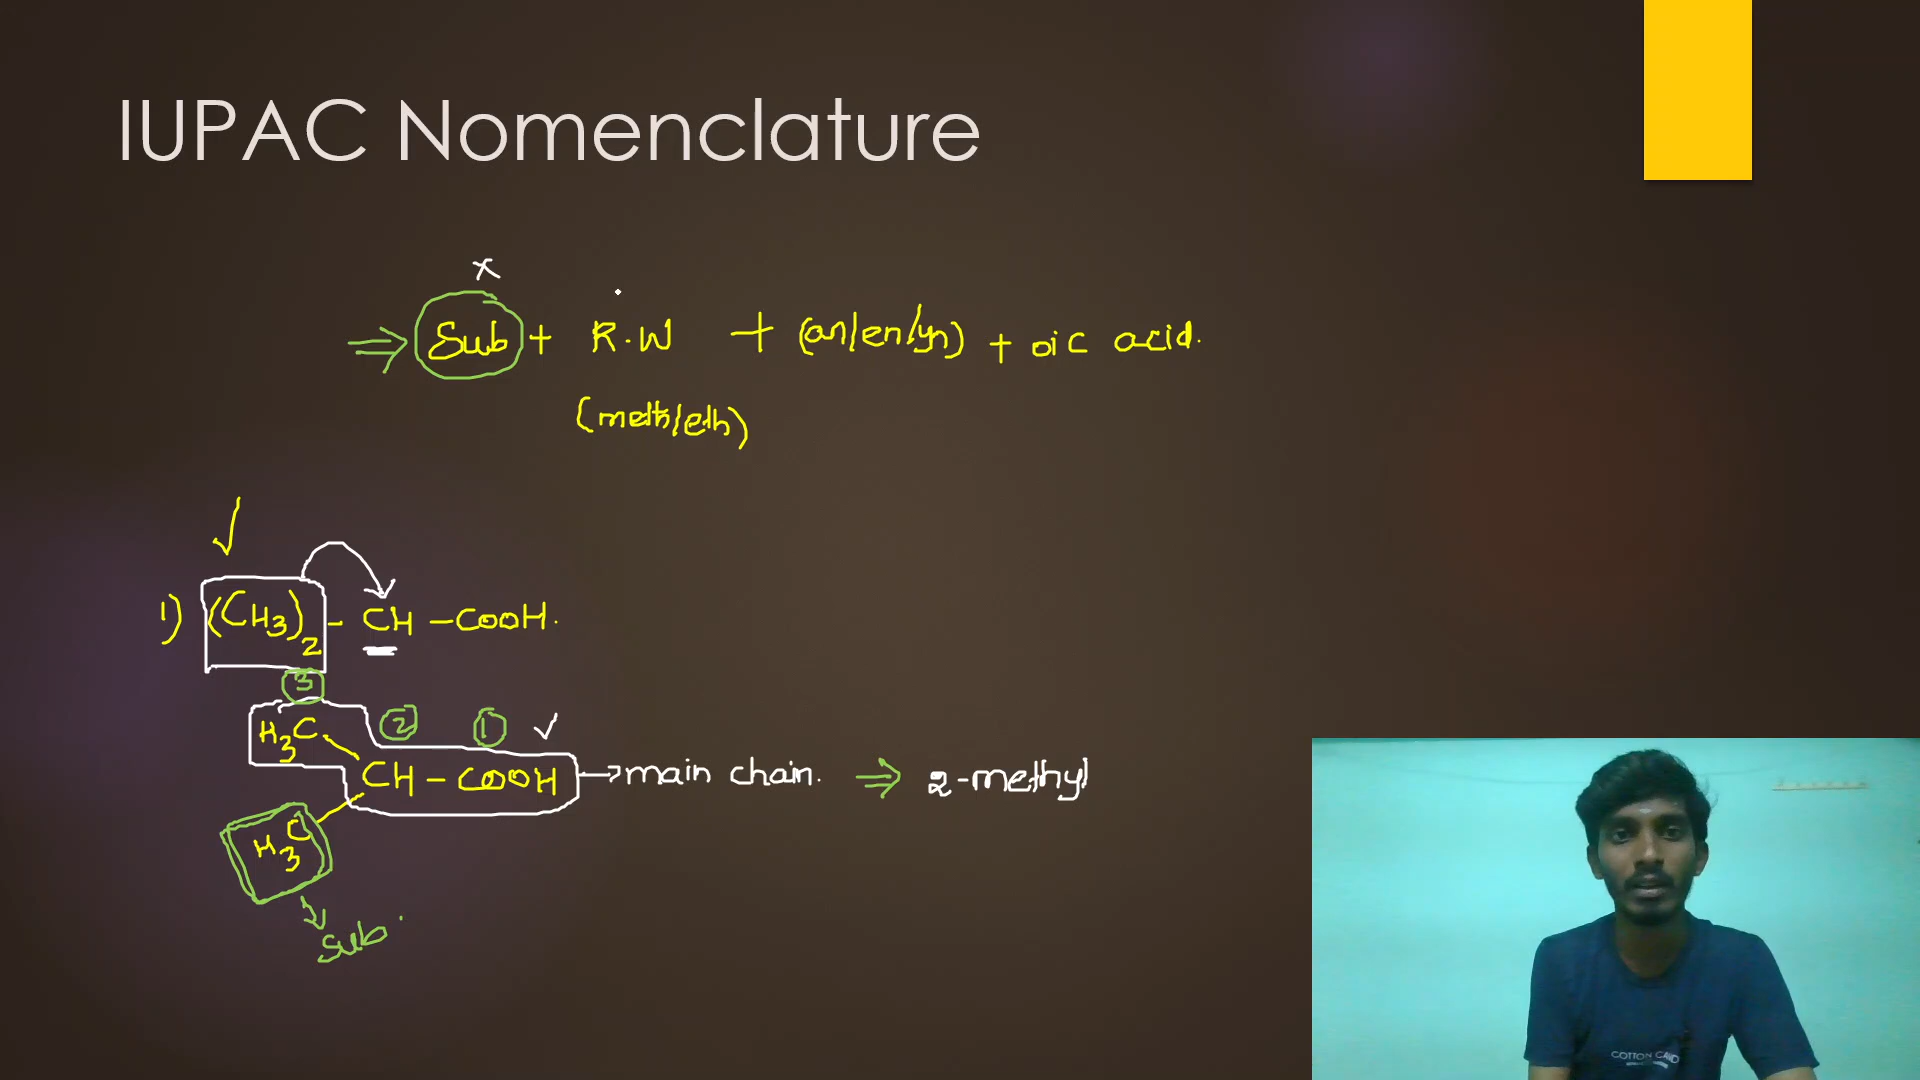 IUPAC Nomenclature
x
⇒ Sub + R.W + (an/en/yn) + oic acid.
(meth/eth)
✓
1) (CH3)2 - CH - COOH.
3
H3C 2 1 ✓
CH - COOH → main chain. ⇒ 2-methyl
H3C
Sub.
COTTON